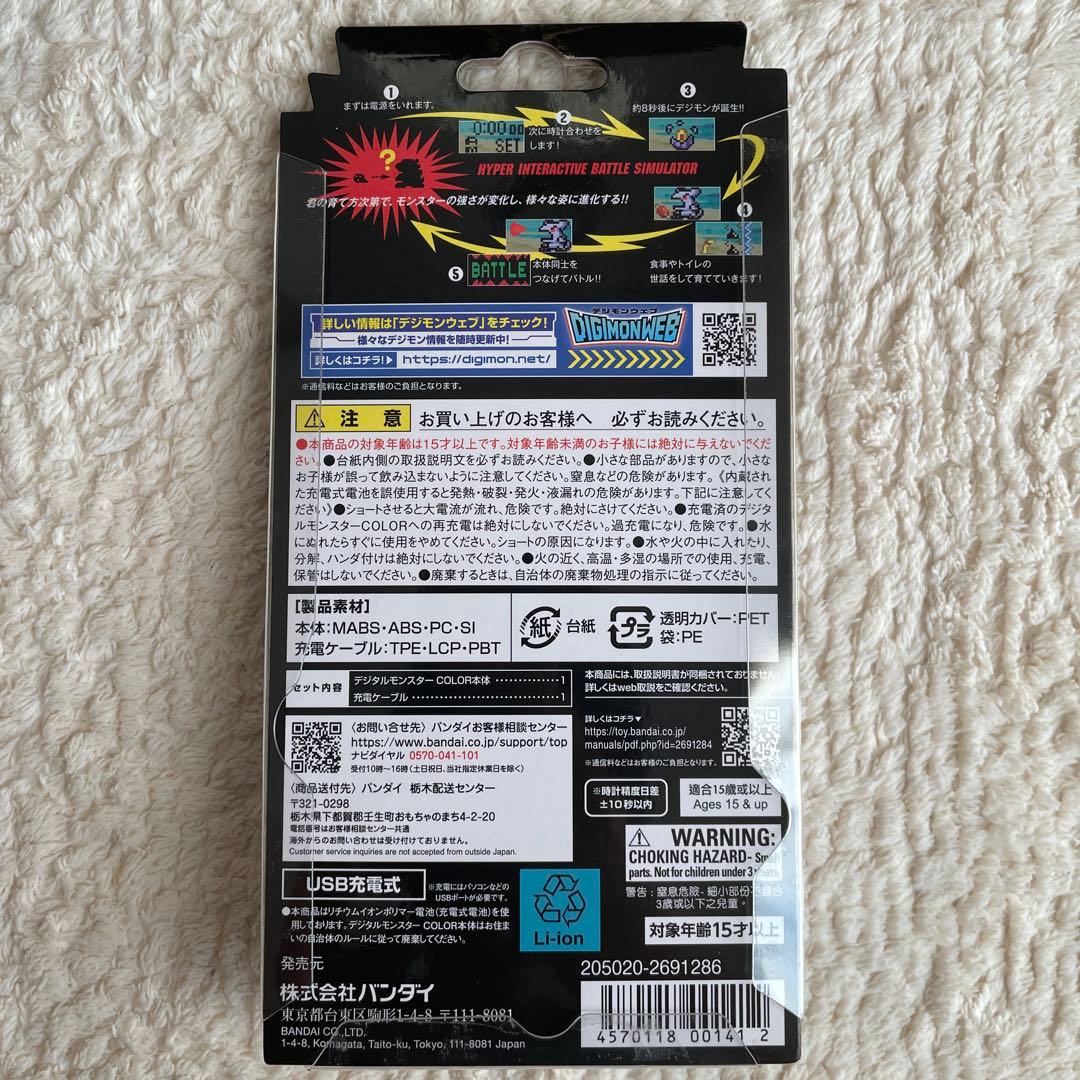 1
まずは電源をいれます。
2
0:00 00
AM SET
次に時計合わせを
します!
3
約8秒後にデジモンが誕生!!
?
HYPER INTERACTIVE BATTLE SIMULATOR
君の育て方次第で、モンスターの強さが変化し、様々な姿に進化する!!
4
食事やトイレの
世話をして育てていきます!
5
BATTLE
本体同士を
つなげてバトル!!
詳しい情報は「デジモンウェブ」をチェック!
様々なデジモン情報を随時更新中!
詳しくはコチラ!▶ https://digimon.net/
デジモンウェブ
DIGIMONWEB
※通信料などはお客様のご負担となります。
注意 お買い上げのお客様へ 必ずお読みください。
●本商品の対象年齢は15才以上です。対象年齢未満のお子様には絶対に与えないでくだ
さい。●台紙内側の取扱説明文を必ずお読みください。●小さな部品がありますので、小さな
お子様が誤って飲み込まないように注意してください。窒息などの危険があります。《内蔵され
た充電式電池を誤使用すると発熱・破裂・発火・液漏れの危険があります。下記に注意してく
ださい》●ショートさせると大電流が流れ、危険です。絶対にさけてください。●充電済のデジタ
ルモンスターCOLORへの再充電は絶対にしないでください。過充電になり、危険です。●水
にぬれたらすぐに使用をやめてください。ショートの原因になります。●水や火の中に入れたり、
分解、ハンダ付けは絶対にしないでください。●火の近く、高温・多湿の場所での使用、充電、
保管はしないでください。●廃棄するときは、自治体の廃棄物処理の指示に従ってください。
【製品素材】
本体:MABS・ABS・PC・SI
充電ケーブル:TPE・LCP・PBT
紙 台紙
プラ 透明カバー:PET
袋:PE
セット内容
デジタルモンスター COLOR本体 ・・・・・・・・・・・・・・1
充電ケーブル・・・・・・・・・・・・・・・・・・・・・・・・・・1
本商品には、取扱説明書が同梱されておりません。
詳しくはweb取説をご確認ください。
〈お問い合せ先〉バンダイお客様相談センター
https://www.bandai.co.jp/support/top
ナビダイヤル 0570-041-101
受付10時～16時(土日祝日、当社指定休業日を除く)
詳しくはコチラ▼
https://toy.bandai.co.jp/
manuals/pdf.php?id=2691284
※通信料などはお客様のご負担となります。
〈商品送付先〉バンダイ 栃木配送センター
〒321-0298
栃木県下都賀郡壬生町おもちゃのまち4-2-20
電話番号はお客様相談センター共通
海外からのお問い合わせは受け付けておりません。
Customer service inquiries are not accepted from outside Japan.
※時計精度日差
±10秒以内
適合15歲或以上
Ages 15 & up
WARNING:
CHOKING HAZARD- Small
parts. Not for children under 3 years.
警告:窒息危險-細小部份不適合
3歲或以下之兒童。
対象年齢15才以上
USB充電式
※充電にはパソコンなどの
USBポートが必要です。
●本商品はリチウムイオンポリマー電池(充電式電池)を使
用しております。デジタルモンスター COLOR本体はお住ま
いの自治体のルールに従って廃棄してください。
Li-ion
発売元
株式会社バンダイ
東京都台東区駒形1-4-8 〒111-8081
BANDAI CO.,LTD.
1-4-8, Komagata, Taito-ku, Tokyo, 111-8081 Japan
205020-2691286
4570118 00141 2